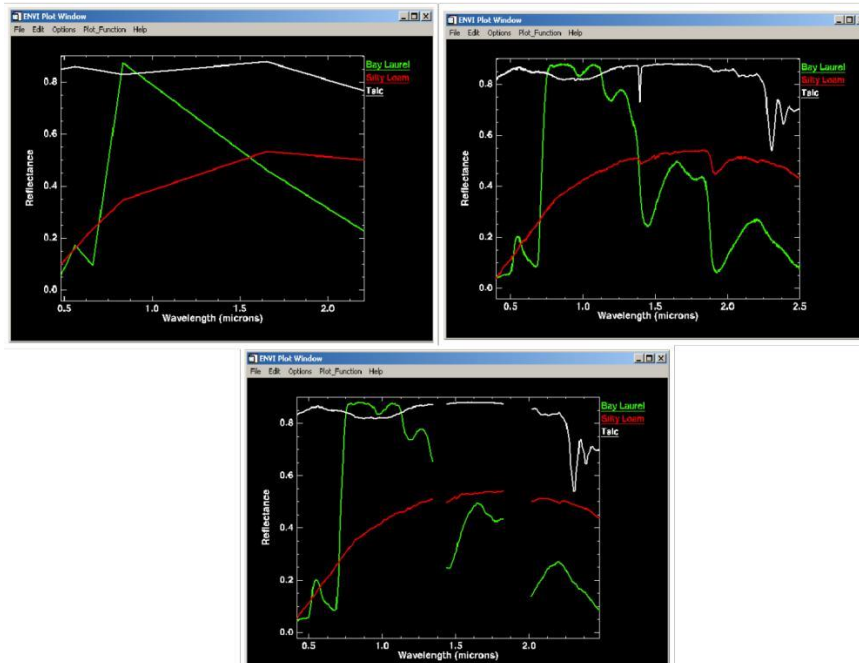 ENVI Plot Window
File Edit Options Plot_Function Help
Bay Laurel
Silty Loam
Talc
0.8
0.6
0.4
0.2
0.0
Reflectance
0.5 1.0 1.5 2.0
Wavelength (microns)
ENVI Plot Window
File Edit Options Plot_Function Help
Bay Laurel
Silty Loam
Talc
0.8
0.6
0.4
0.2
0.0
Reflectance
0.5 1.0 1.5 2.0 2.5
Wavelength (microns)
ENVI Plot Window
File Edit Options Plot_Function Help
Bay Laurel
Silty Loam
Talc
0.8
0.6
0.4
0.2
0.0
Reflectance
0.5 1.0 1.5 2.0
Wavelength (microns)